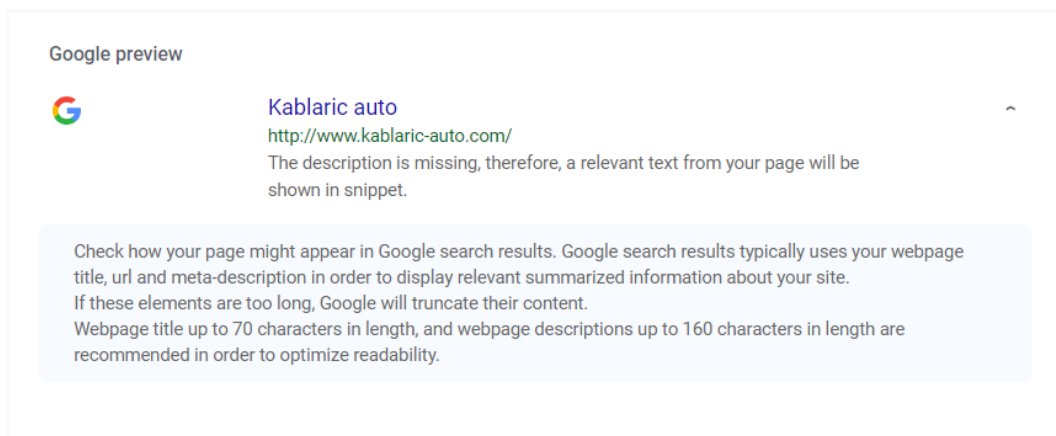 Google preview
Kablaric auto
http://www.kablaric-auto.com/
The description is missing, therefore, a relevant text from your page will be
shown in snippet.
Check how your page might appear in Google search results. Google search results typically uses your webpage
title, url and meta-description in order to display relevant summarized information about your site.
If these elements are too long, Google will truncate their content.
Webpage title up to 70 characters in length, and webpage descriptions up to 160 characters in length are
recommended in order to optimize readability.